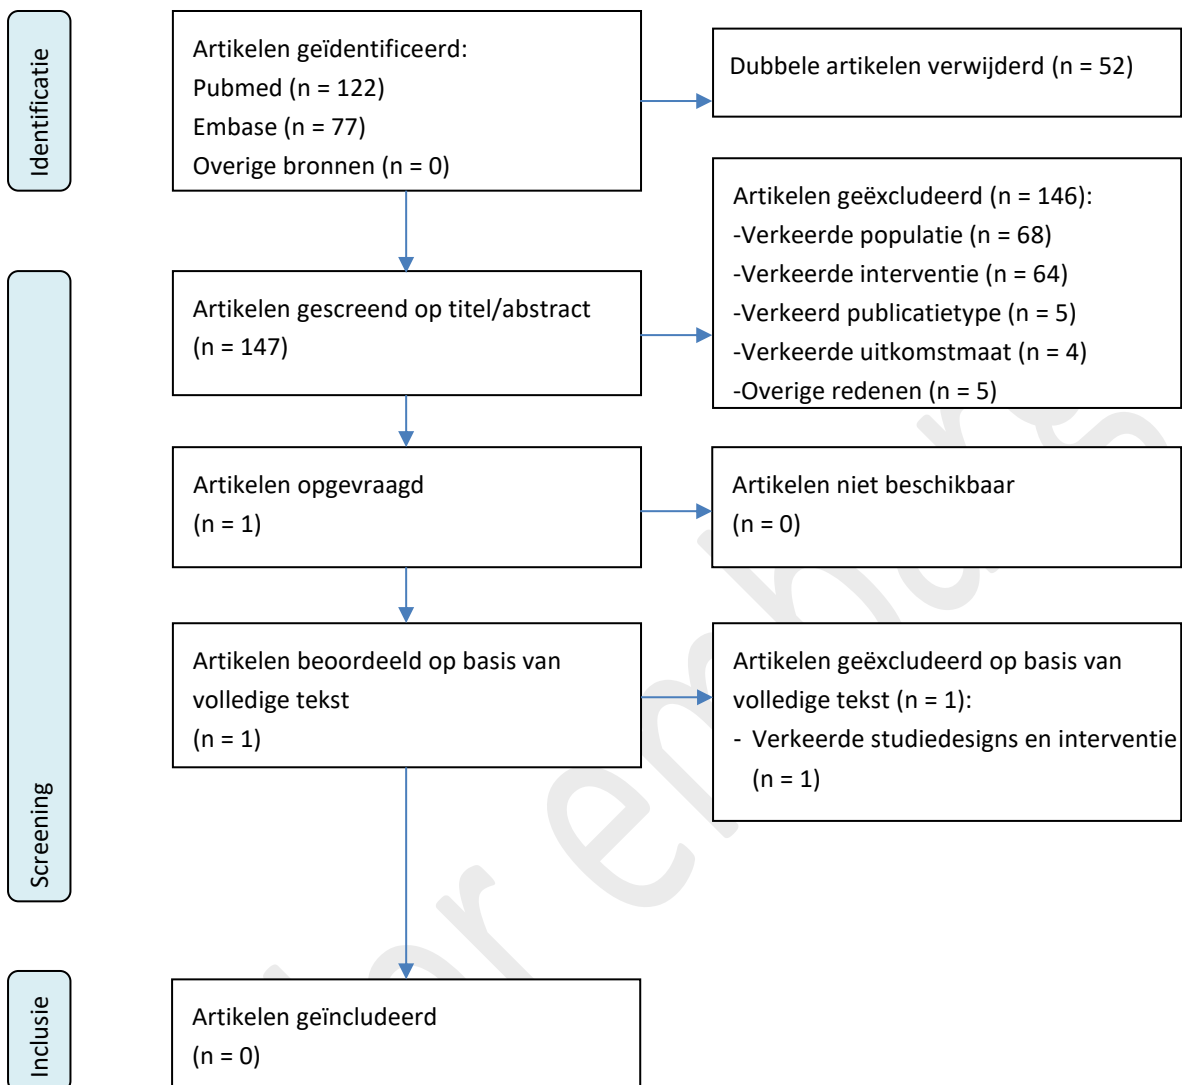 Identificatie
Artikelen geïdentificeerd:
Pubmed (n = 122)
Embase (n = 77)
Overige bronnen (n = 0)
Dubbele artikelen verwijderd (n = 52)
Screening
Artikelen gescreend op titel/abstract
(n = 147)
Artikelen geëxcludeerd (n = 146):
-Verkeerde populatie (n = 68)
-Verkeerde interventie (n = 64)
-Verkeerd publicatietype (n = 5)
-Verkeerde uitkomstmaat (n = 4)
-Overige redenen (n = 5)
Artikelen opgevraagd
(n = 1)
Artikelen niet beschikbaar
(n = 0)
Artikelen beoordeeld op basis van
volledige tekst
(n = 1)
Artikelen geëxcludeerd op basis van
volledige tekst (n = 1):
- Verkeerde studiedesigns en interventie
(n = 1)
Inclusie
Artikelen geïncludeerd
(n = 0)